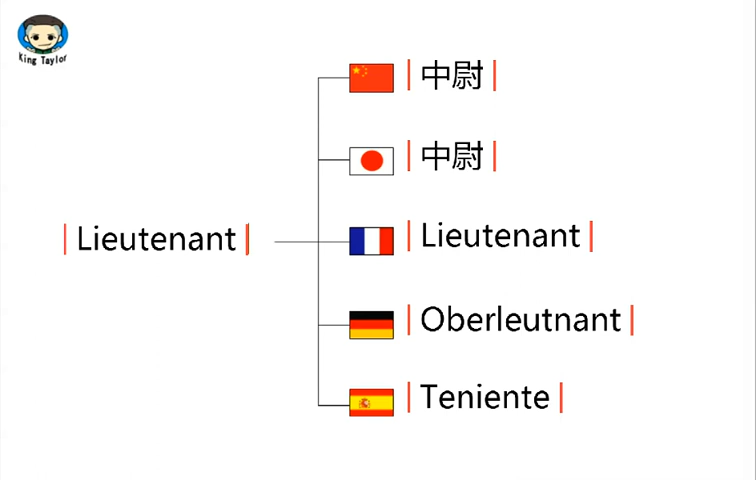 King Taylor
中尉
中尉
Lieutenant
Lieutenant
Oberleutnant
Teniente